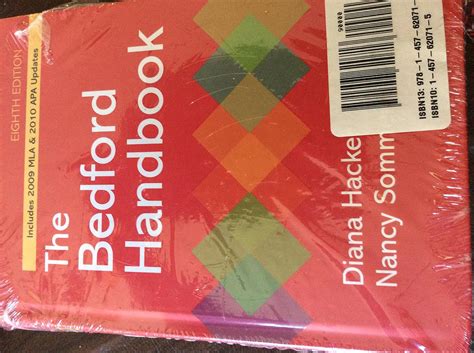 EIGHTH EDITION
Includes 2009 MLA & 2010 APA Updates
The
Bedford
Handbook
Diana Hacke
Nancy Somm
00005
ISBN13: 978-1-457-62071-
ISBN10: 1-457-62071-5